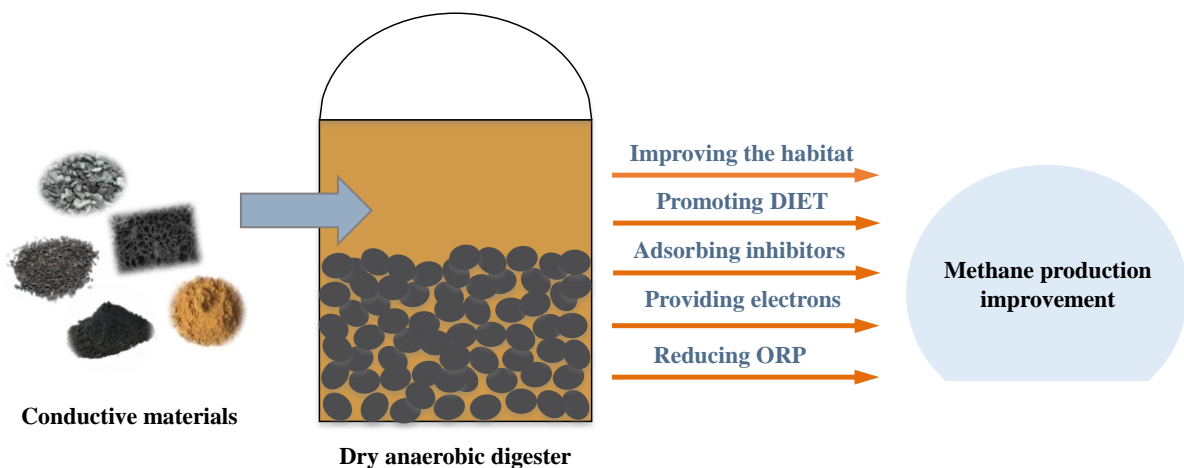 Improving the habitat
Promoting DIET
Adsorbing inhibitors
Providing electrons
Reducing ORP
Methane production
improvement
Conductive materials
Dry anaerobic digester